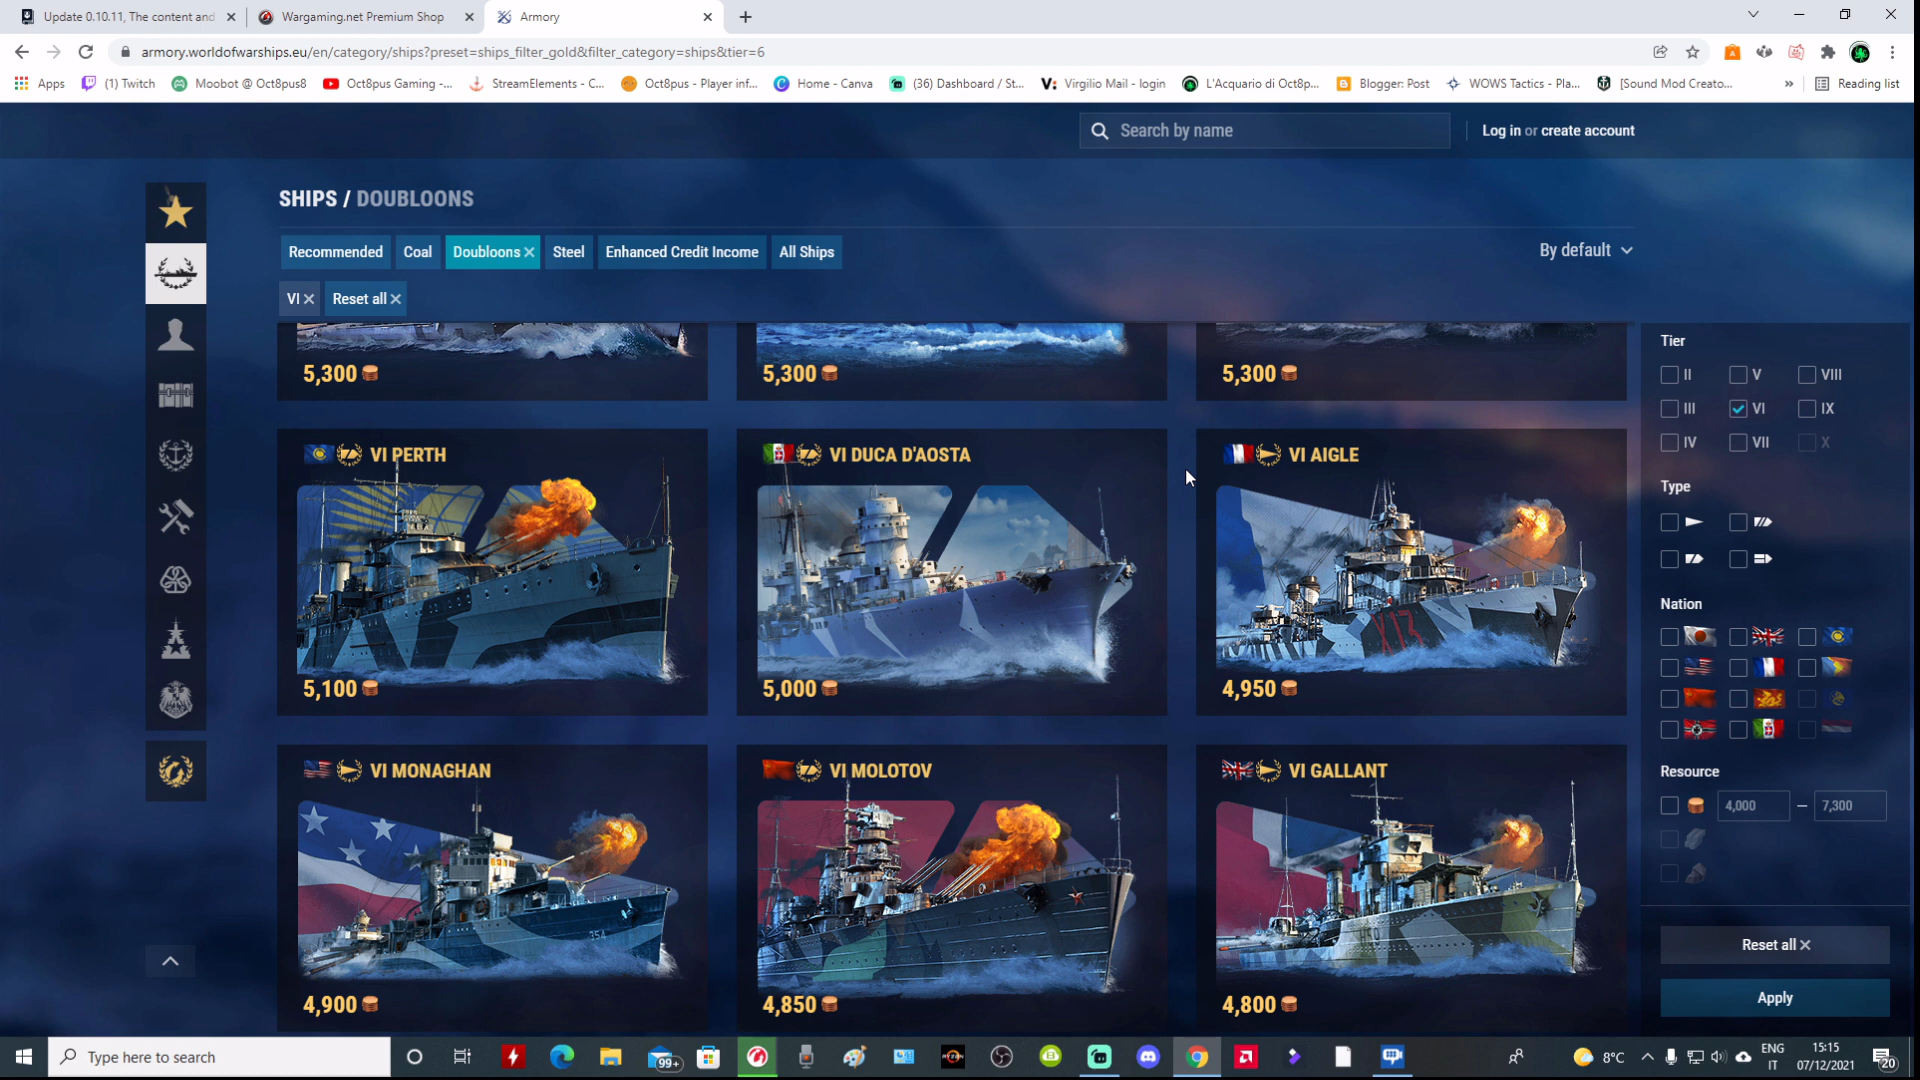 Update 0.10.11, The content and
Wargaming.net Premium Shop
Armory
armory.worldofwarships.eu/en/category/ships?preset=ships_filter_gold&filter_category=ships&tier=6
Apps
(1) Twitch
Moobot @ Oct8pus8
Oct8pus Gaming -...
StreamElements - C...
Oct8pus - Player inf...
Home - Canva
(36) Dashboard / St...
Virgilio Mail - login
L'Acquario di Oct8p...
Blogger: Post
WOWS Tactics - Pla...
[Sound Mod Creato...
»
Reading list
Search by name
Log in or create account
SHIPS / DOUBLOONS
Recommended
Coal
Doubloons
Steel
Enhanced Credit Income
All Ships
By default
VI
Reset all
5,300
5,300
5,300
VI PERTH
VI DUCA D'AOSTA
VI AIGLE
X13
5,100
5,000
4,950
VI MONAGHAN
VI MOLOTOV
VI GALLANT
354
4,900
4,850
4,800
Tier
II
V
VIII
III
VI
IX
IV
VII
X
Type
Nation
Resource
4,000 – 7,300
Reset all
Apply
Type here to search
99+
RYZEN
8°C
ENG
IT
15:15
07/12/2021
20